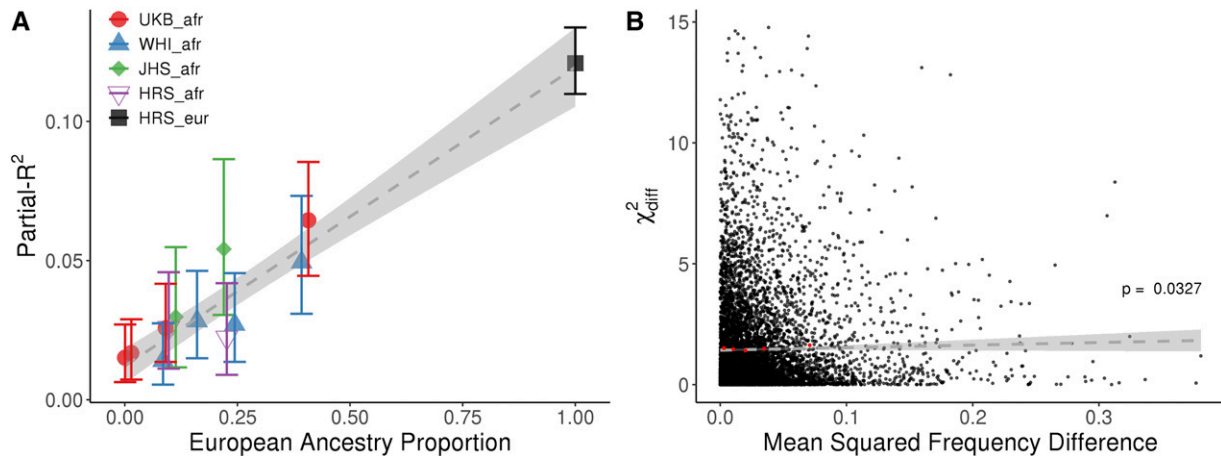 A
UKB_afr
WHI_afr
JHS_afr
HRS_afr
HRS_eur
Partial-R²
0.10
0.05
0.00
0.00 0.25 0.50 0.75 1.00
European Ancestry Proportion
B
χ²diff
15
10
5
0
p = 0.0327
0.0 0.1 0.2 0.3
Mean Squared Frequency Difference